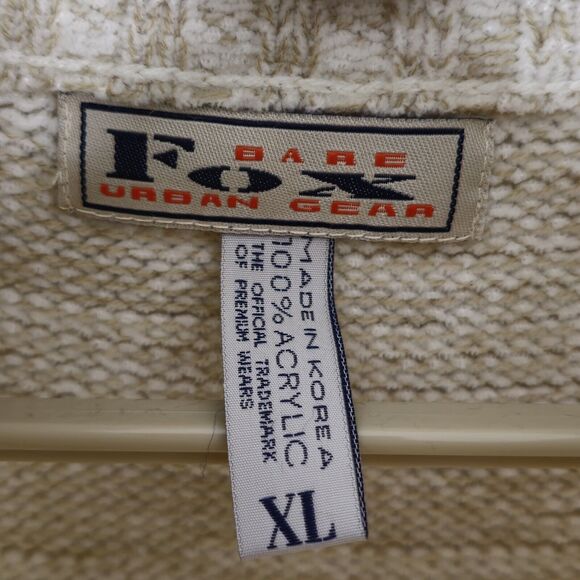 BARE
FOX
URBAN GEAR
MADE IN KOREA
100% ACRYLIC
THE OFFICIAL TRADEMARK
OF PREMIUM WEARS
XL